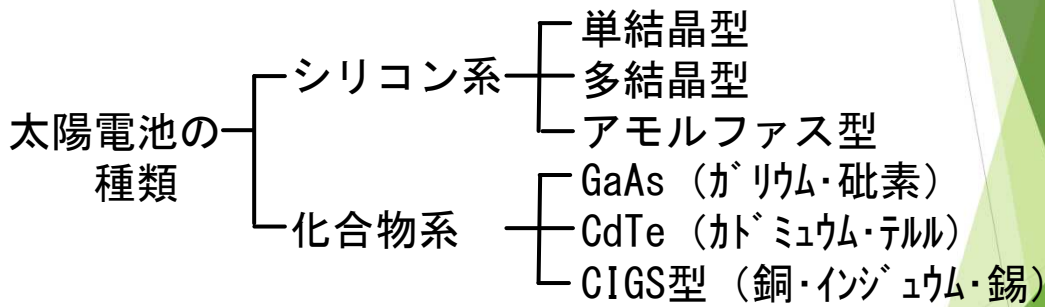 太陽電池の
種類
シリコン系
単結晶型
多結晶型
アモルファス型
化合物系
GaAs (ｶﾞﾘｳﾑ･砒素)
CdTe (ｶﾄﾞﾐｭｳﾑ･ﾃﾙﾙ)
CIGS型 (銅･ｲﾝｼﾞｭｳﾑ･錫)